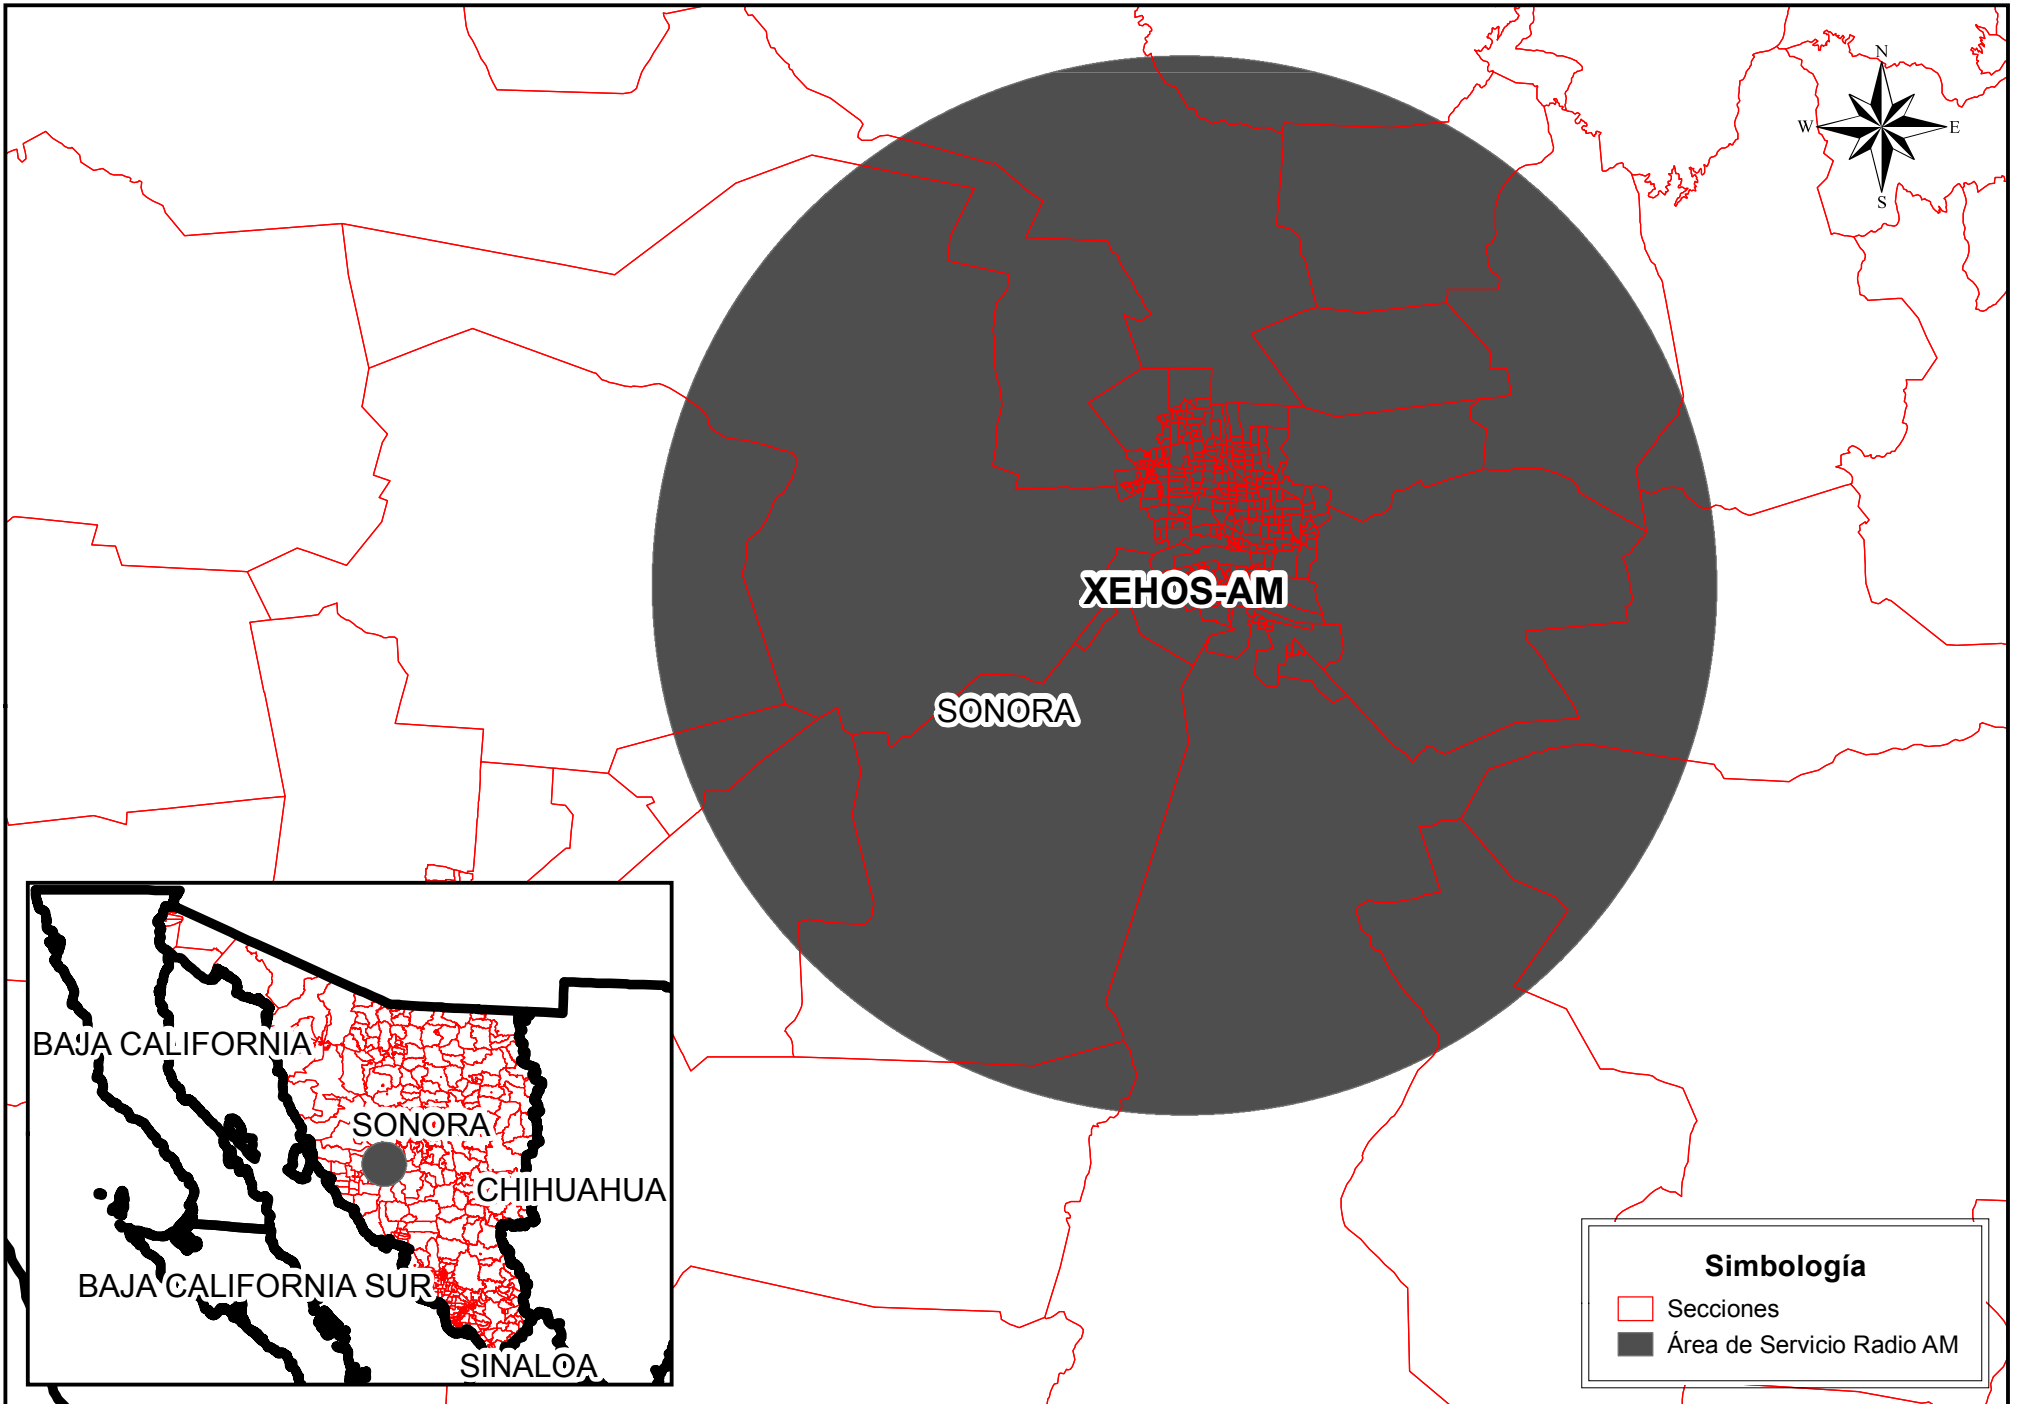 N
W
E
S
XEHOS-AM
SONORA
BAJA CALIFORNIA
SONORA
CHIHUAHUA
BAJA CALIFORNIA SUR
SINALOA
Simbología
Secciones
Área de Servicio Radio AM